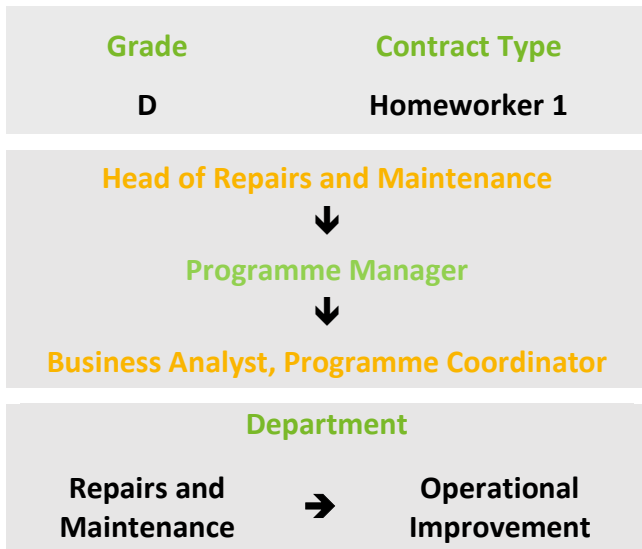 Grade Contract Type
D Homeworker 1
Head of Repairs and Maintenance
Programme Manager
Business Analyst, Programme Coordinator
Department
Repairs and Operational
Maintenance Improvement